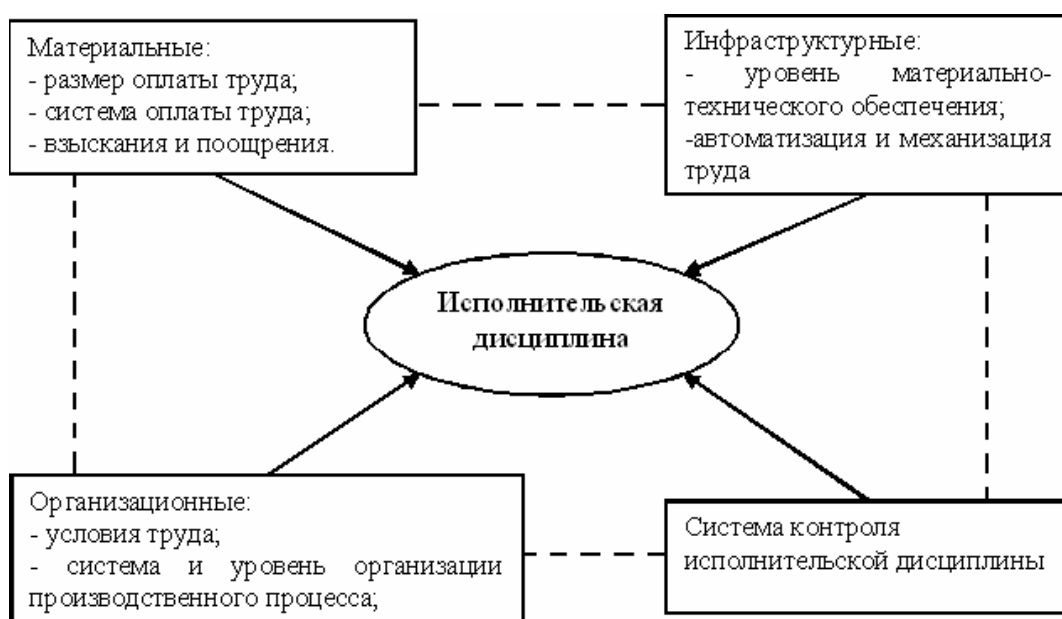 Материальные:
- размер оплаты труда;
- система оплаты труда;
- взыскания и поощрения.
Инфраструктурные:
- уровень материально-
технического обеспечения;
-автоматизация и механизация
труда
Исполнительская
дисциплина
Организационные:
- условия труда;
- система и уровень организации
производственного процесса;
Система контроля
исполнительской дисциплины